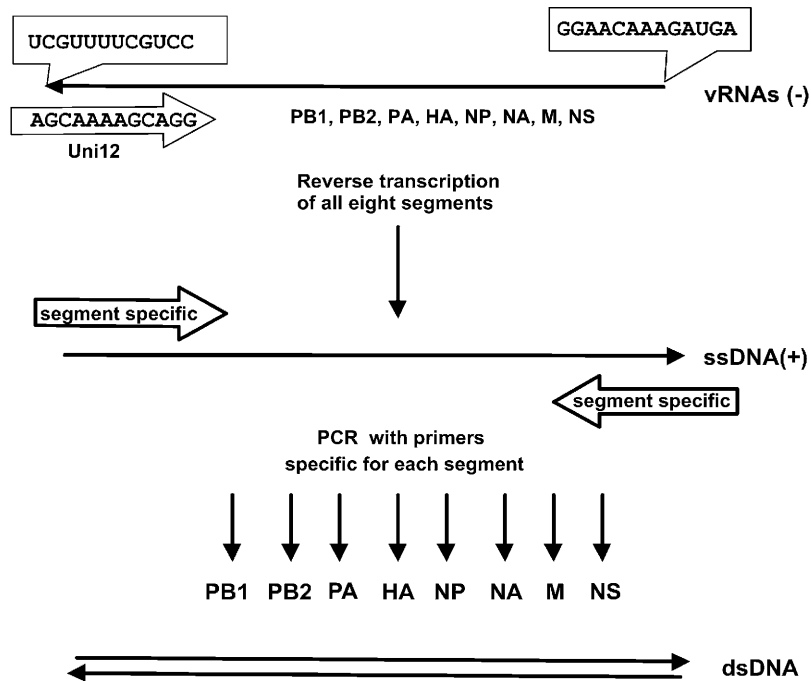 UCGUUUUCGUCC
GGAACAAAGAUGA
vRNAs (-)
AGCAAAAGCAGG
Uni12
PB1, PB2, PA, HA, NP, NA, M, NS
Reverse transcription
of all eight segments
segment specific
ssDNA(+)
segment specific
PCR with primers
specific for each segment
PB1 PB2 PA HA NP NA M NS
dsDNA